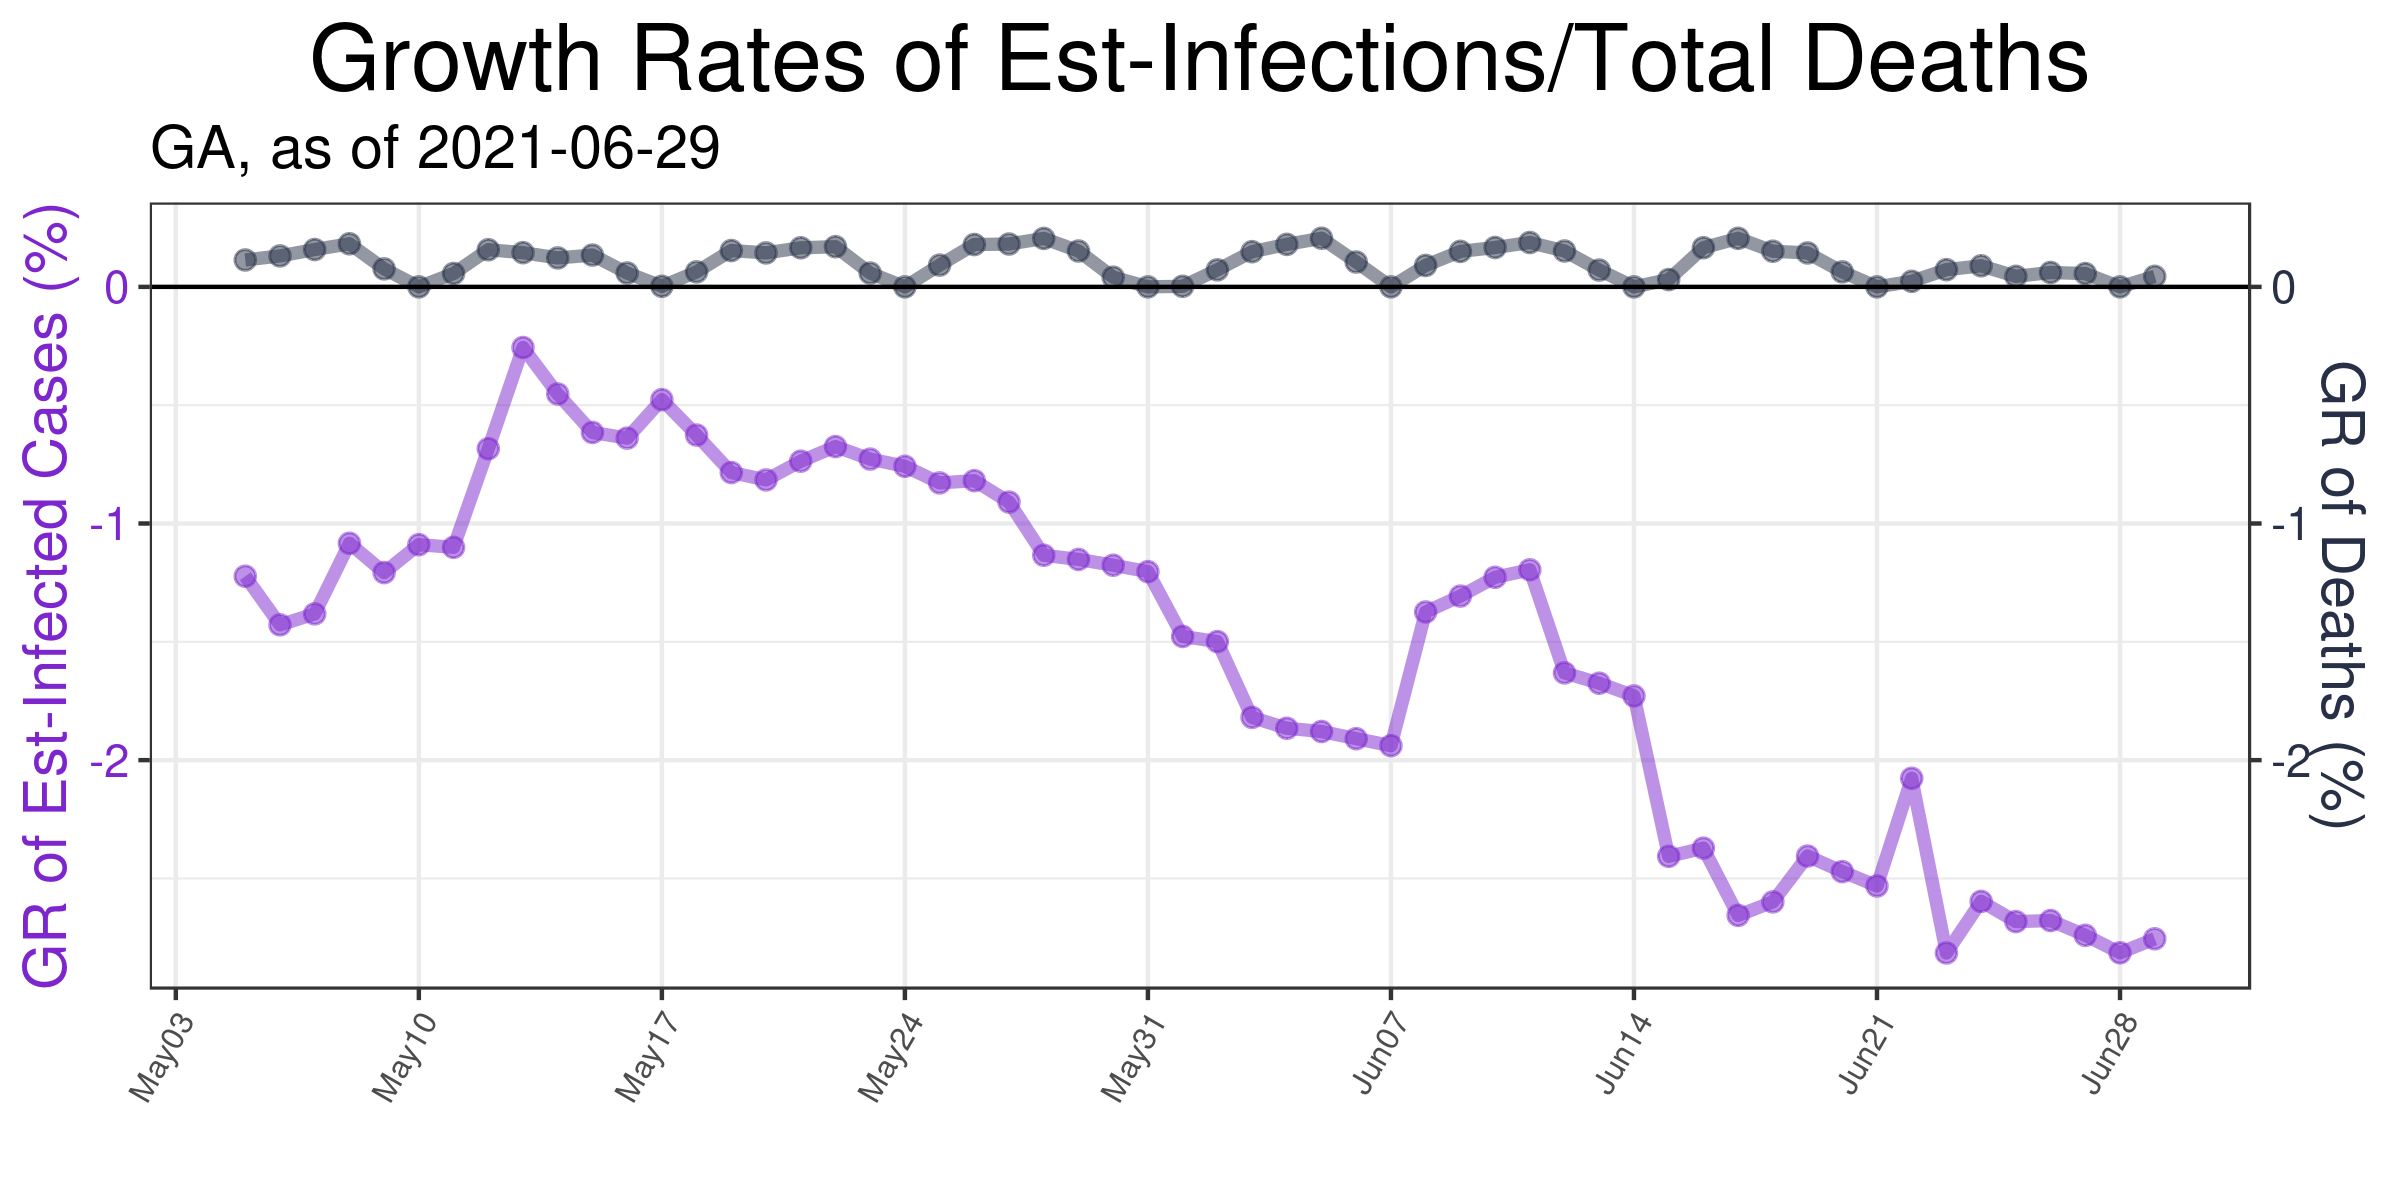 Growth Rates of Est-Infections/Total Deaths
GA, as of 2021-06-29
GR of Est-Infected Cases (%)
0
-1
-2
0
-1
-2
GR of Deaths (%)
May03
May10
May17
May24
May31
Jun07
Jun14
Jun21
Jun28